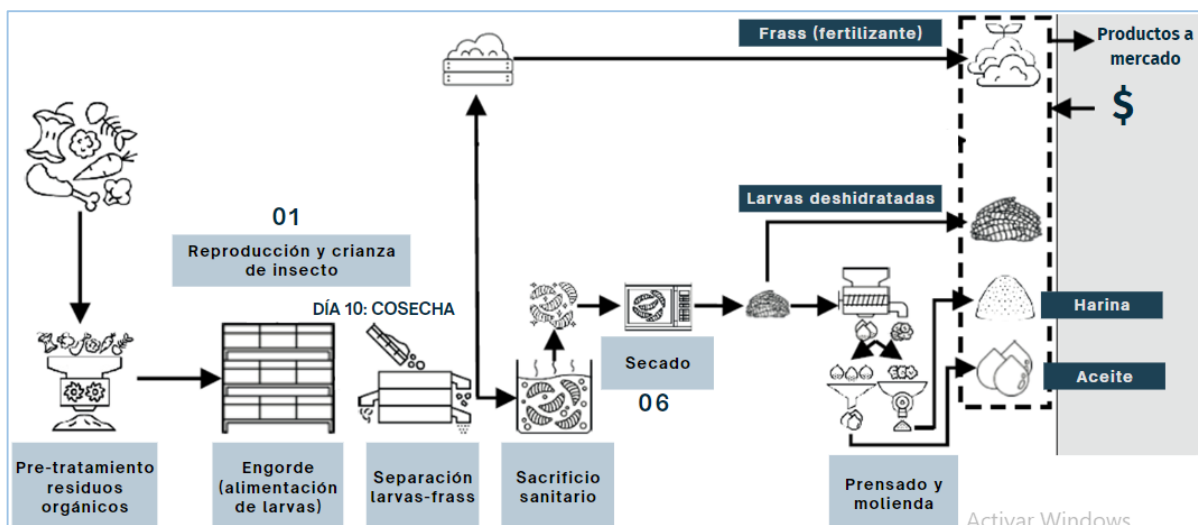 Frass (fertilizante)
Productos a
mercado
$
01
Reproducción y crianza
de insecto
Larvas deshidratadas
DÍA 10: COSECHA
Secado
06
Harina
Aceite
Pre-tratamiento
residuos
orgánicos
Engorde
(alimentación
de larvas)
Separación
larvas-frass
Sacrificio
sanitario
Prensado y
molienda
Activar Windows